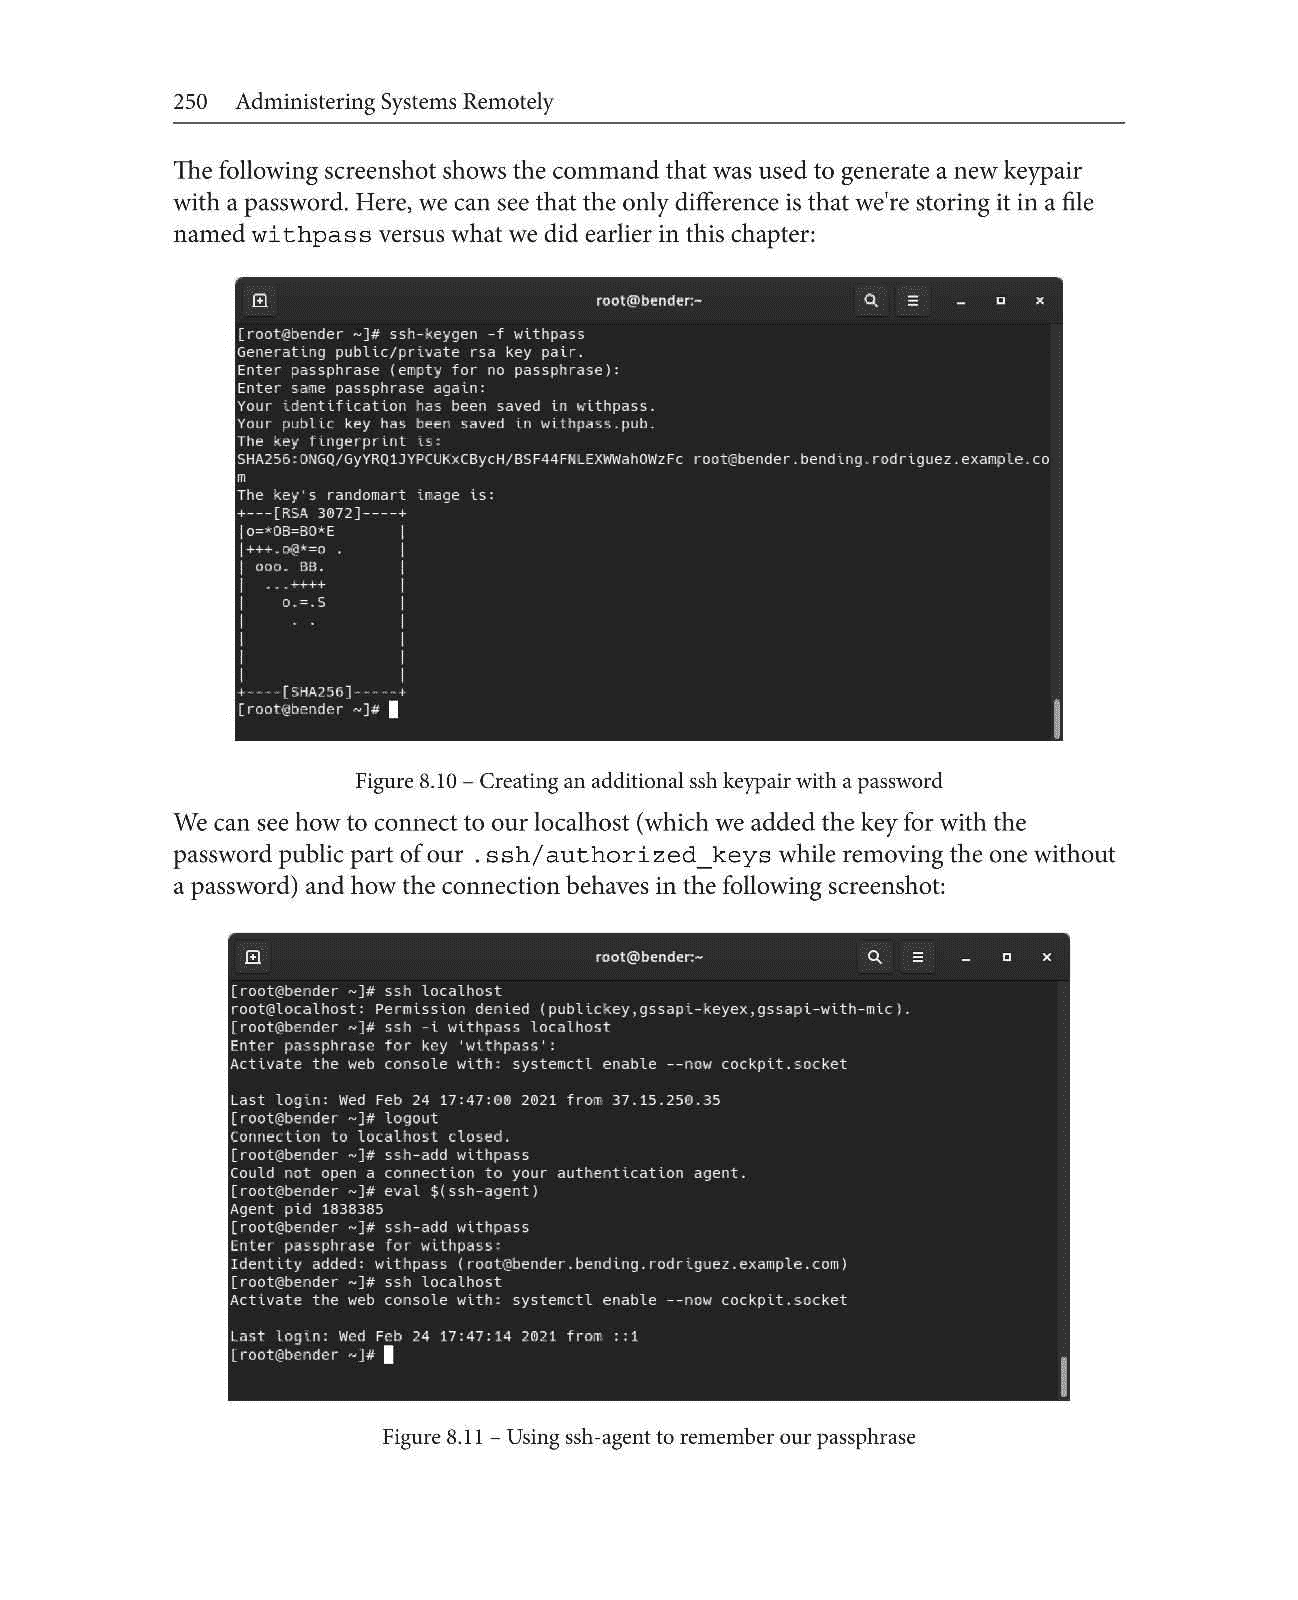 250 Administering Systems Remotely
The following screenshot shows the command that was used to generate a new keypair
with a password. Here, we can see that the only difference is that we're storing it in a file
named withpass versus what we did earlier in this chapter:
root@bender:~
[root@bender ~]# ssh-keygen -f withpass
Generating public/private rsa key pair.
Enter passphrase (empty for no passphrase):
Enter same passphrase again:
Your identification has been saved in withpass.
Your public key has been saved in withpass.pub.
The key fingerprint is:
SHA256:ONGQ/GyYRQ1JYPCUKxCBycH/BSF44FNLEXWWahOWzFc root@bender.bending.rodriguez.example.co
m
The key's randomart image is:
+---[RSA 3072]----+
|o=*OB=BO*E       |
|+++.o@*=o .      |
| ooo. BB.        |
|  ...++++        |
|    o.=.S        |
|     . .         |
|                 |
|                 |
|                 |
+----[SHA256]-----+
[root@bender ~]#
Figure 8.10 – Creating an additional ssh keypair with a password
We can see how to connect to our localhost (which we added the key for with the
password public part of our .ssh/authorized_keys while removing the one without
a password) and how the connection behaves in the following screenshot:
root@bender:~
[root@bender ~]# ssh localhost
root@localhost: Permission denied (publickey,gssapi-keyex,gssapi-with-mic).
[root@bender ~]# ssh -i withpass localhost
Enter passphrase for key 'withpass':
Activate the web console with: systemctl enable --now cockpit.socket
Last login: Wed Feb 24 17:47:00 2021 from 37.15.250.35
[root@bender ~]# logout
Connection to localhost closed.
[root@bender ~]# ssh-add withpass
Could not open a connection to your authentication agent.
[root@bender ~]# eval $(ssh-agent)
Agent pid 1838385
[root@bender ~]# ssh-add withpass
Enter passphrase for withpass:
Identity added: withpass (root@bender.bending.rodriguez.example.com)
[root@bender ~]# ssh localhost
Activate the web console with: systemctl enable --now cockpit.socket
Last login: Wed Feb 24 17:47:14 2021 from ::1
[root@bender ~]#
Figure 8.11 – Using ssh-agent to remember our passphrase